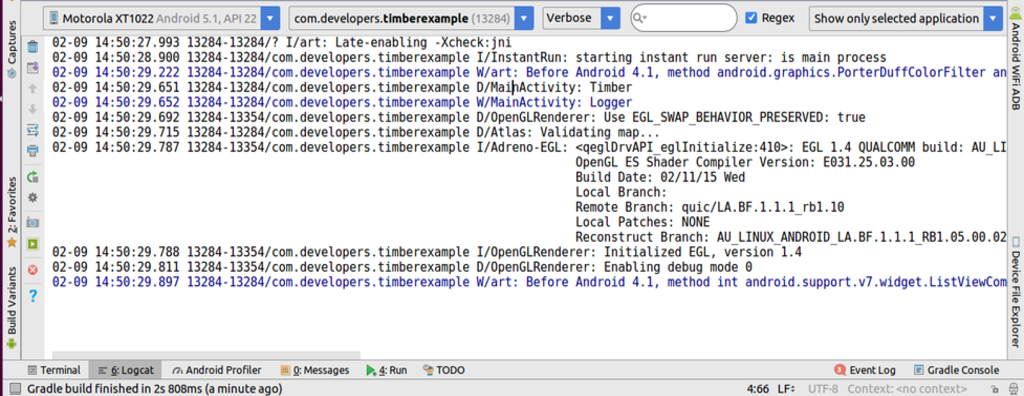 Motorola XT1022 Android 5.1, API 22 com.developers.timberexample (13284) Verbose Regex Show only selected application
02-09 14:50:27.993 13284-13284/? I/art: Late-enabling -Xcheck:jni
02-09 14:50:28.900 13284-13284/com.developers.timberexample I/InstantRun: starting instant run server: is main process
02-09 14:50:29.222 13284-13284/com.developers.timberexample W/art: Before Android 4.1, method android.graphics.PorterDuffColorFilter an
02-09 14:50:29.651 13284-13284/com.developers.timberexample D/MainActivity: Timber
02-09 14:50:29.652 13284-13284/com.developers.timberexample W/MainActivity: Logger
02-09 14:50:29.692 13284-13354/com.developers.timberexample D/OpenGLRenderer: Use EGL_SWAP_BEHAVIOR_PRESERVED: true
02-09 14:50:29.715 13284-13284/com.developers.timberexample D/Atlas: Validating map...
02-09 14:50:29.787 13284-13354/com.developers.timberexample I/Adreno-EGL: <qeglDrvAPI_eglInitialize:410>: EGL 1.4 QUALCOMM build: AU_LI
OpenGL ES Shader Compiler Version: E031.25.03.00
Build Date: 02/11/15 Wed
Local Branch:
Remote Branch: quic/LA.BF.1.1.1_rb1.10
Local Patches: NONE
Reconstruct Branch: AU_LINUX_ANDROID_LA.BF.1.1.1_RB1.05.00.02
02-09 14:50:29.788 13284-13354/com.developers.timberexample I/OpenGLRenderer: Initialized EGL, version 1.4
02-09 14:50:29.811 13284-13354/com.developers.timberexample D/OpenGLRenderer: Enabling debug mode 0
02-09 14:50:29.897 13284-13284/com.developers.timberexample W/art: Before Android 4.1, method int android.support.v7.widget.ListViewCom
Captures
2: Favorites
Build Variants
Android WiFi ADB
Device File Explorer
Terminal 6: Logcat Android Profiler 0: Messages 4: Run TODO 3 Event Log Gradle Console
Gradle build finished in 2s 808ms (a minute ago) 4:66 LF÷ UTF-8 Context: <no context>